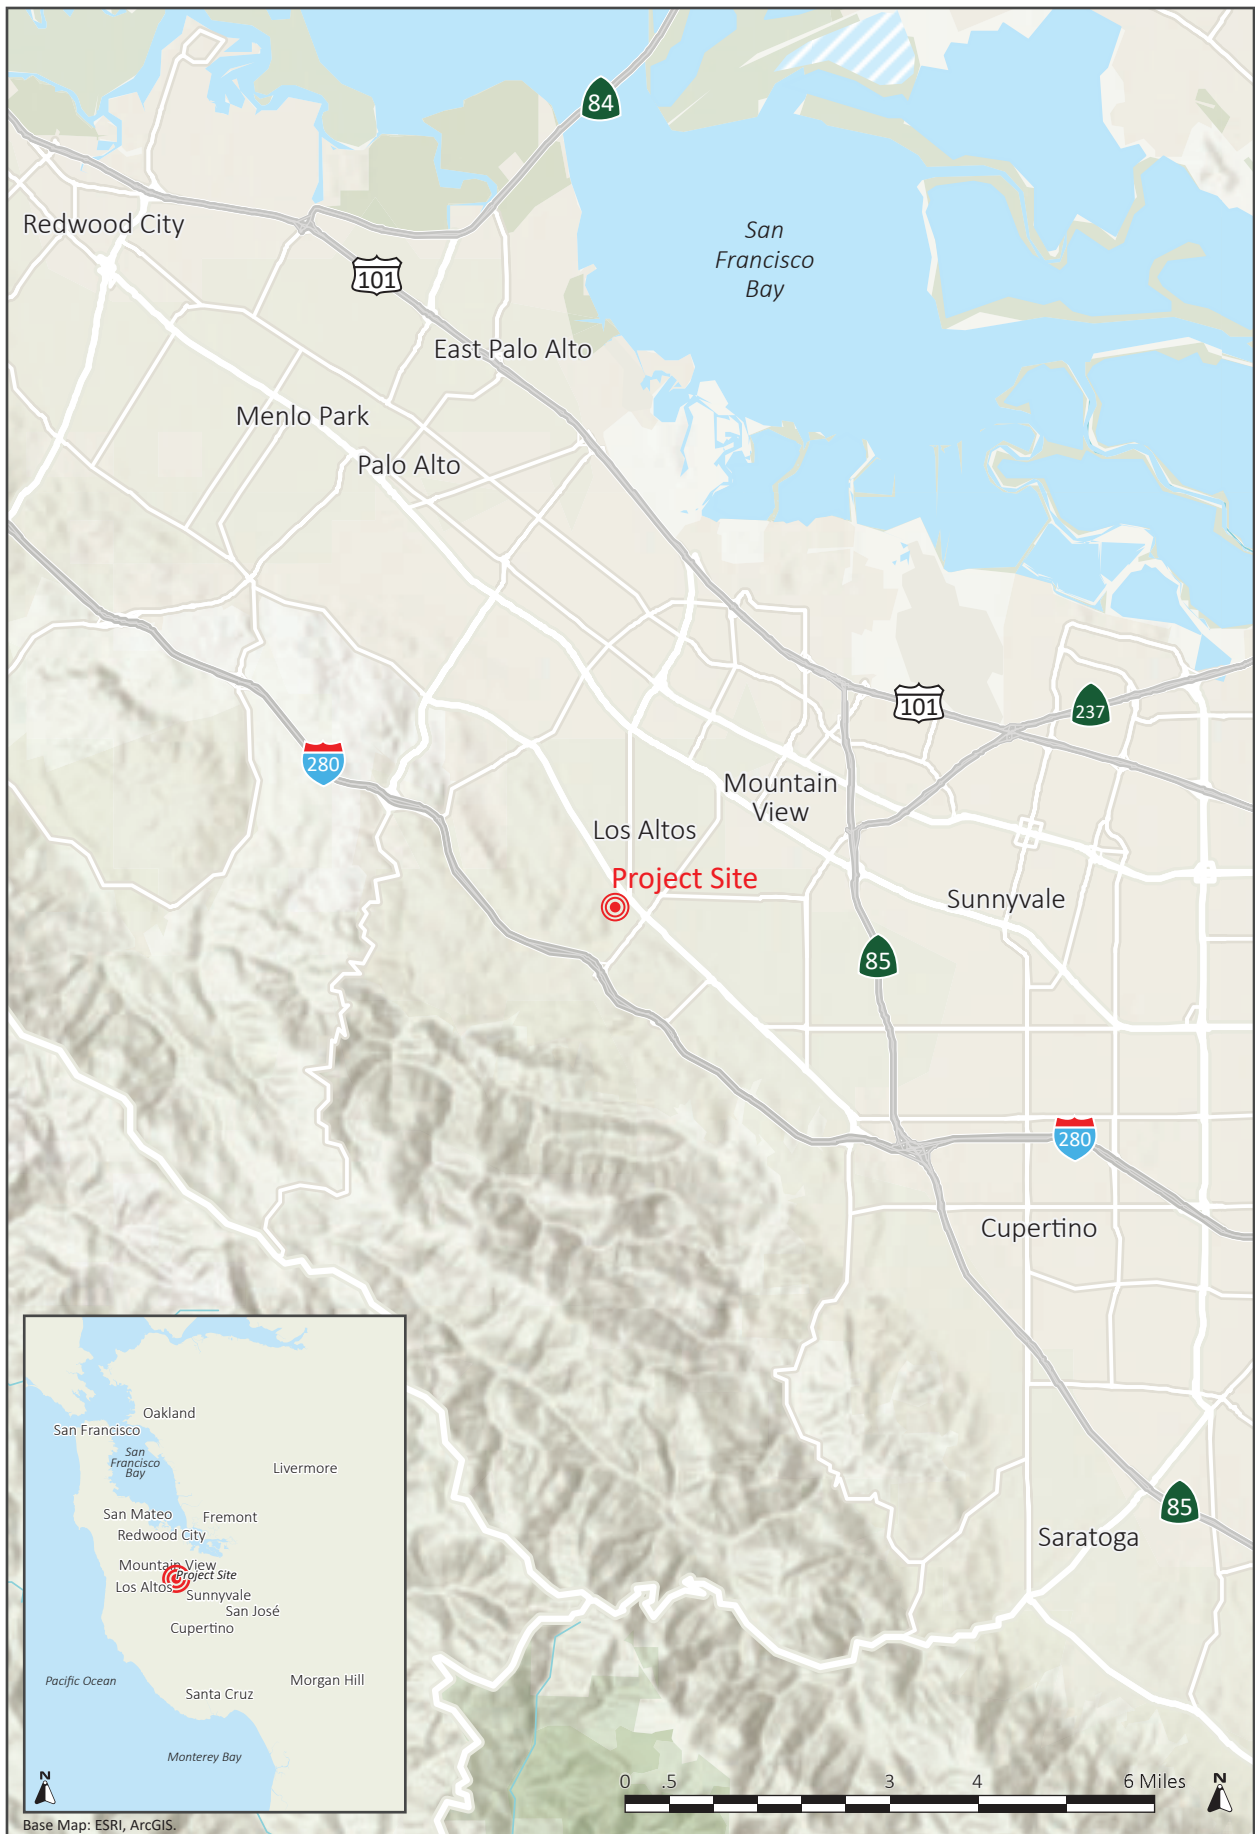 84
Redwood City
San
Francisco
Bay
101
East Palo Alto
Menlo Park
Palo Alto
101
237
280
Mountain
View
Los Altos
Project Site
Sunnyvale
85
280
Cupertino
Oakland
San Francisco
San
Francisco
Bay
Livermore
San Mateo
Fremont
Redwood City
Mountain View
Project Site
Los Altos
Sunnyvale
San José
Cupertino
Pacific Ocean
Morgan Hill
Santa Cruz
Monterey Bay
N
85
Saratoga
0 .5 3 4 6 Miles
N
Base Map: ESRI, ArcGIS.